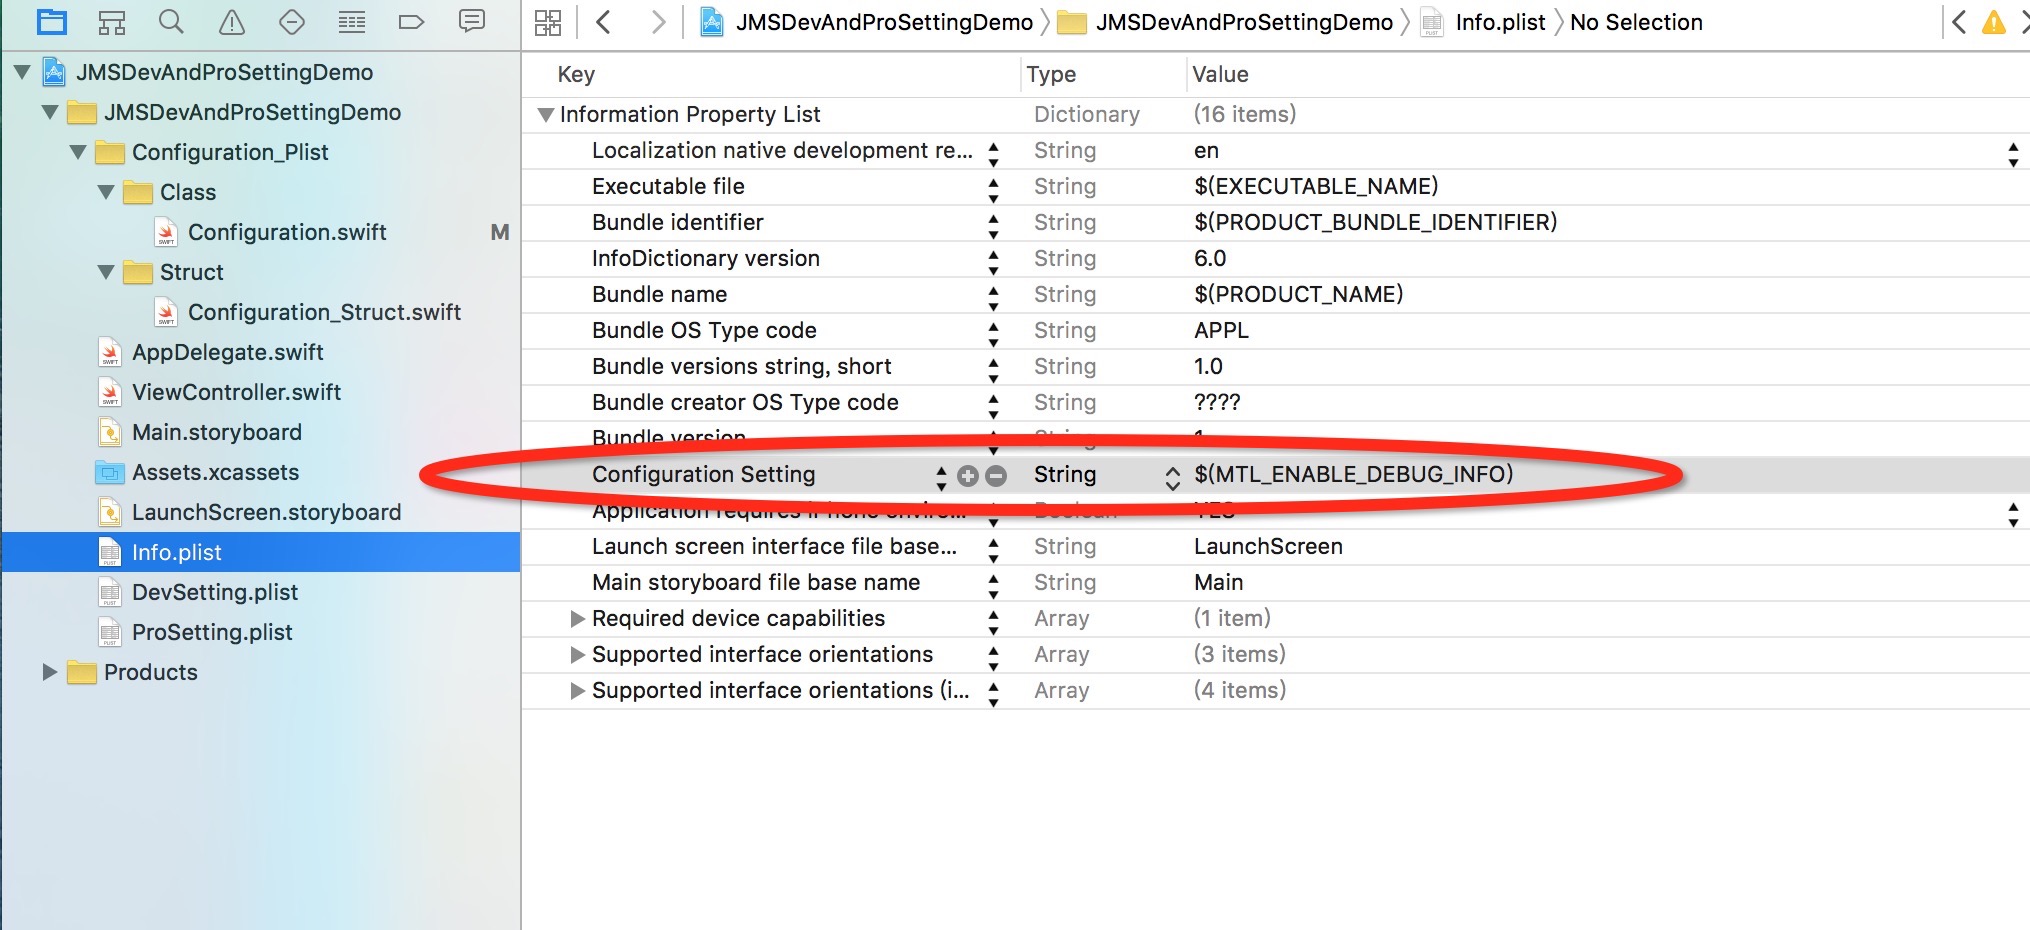 JMSDevAndProSettingDemo
JMSDevAndProSettingDemo
Configuration_Plist
Class
Configuration.swift M
Struct
Configuration_Struct.swift
AppDelegate.swift
ViewController.swift
Main.storyboard
Assets.xcassets
LaunchScreen.storyboard
Info.plist
DevSetting.plist
ProSetting.plist
Products
JMSDevAndProSettingDemo JMSDevAndProSettingDemo Info.plist No Selection
Key Type Value
Information Property List Dictionary (16 items)
Localization native development re... String en
Executable file String $(EXECUTABLE_NAME)
Bundle identifier String $(PRODUCT_BUNDLE_IDENTIFIER)
InfoDictionary version String 6.0
Bundle name String $(PRODUCT_NAME)
Bundle OS Type code String APPL
Bundle versions string, short String 1.0
Bundle creator OS Type code String ????
Bundle version String 1
Configuration Setting String $(MTL_ENABLE_DEBUG_INFO)
Application requires iPhone enviro... Boolean YES
Launch screen interface file base... String LaunchScreen
Main storyboard file base name String Main
Required device capabilities Array (1 item)
Supported interface orientations Array (3 items)
Supported interface orientations (i... Array (4 items)